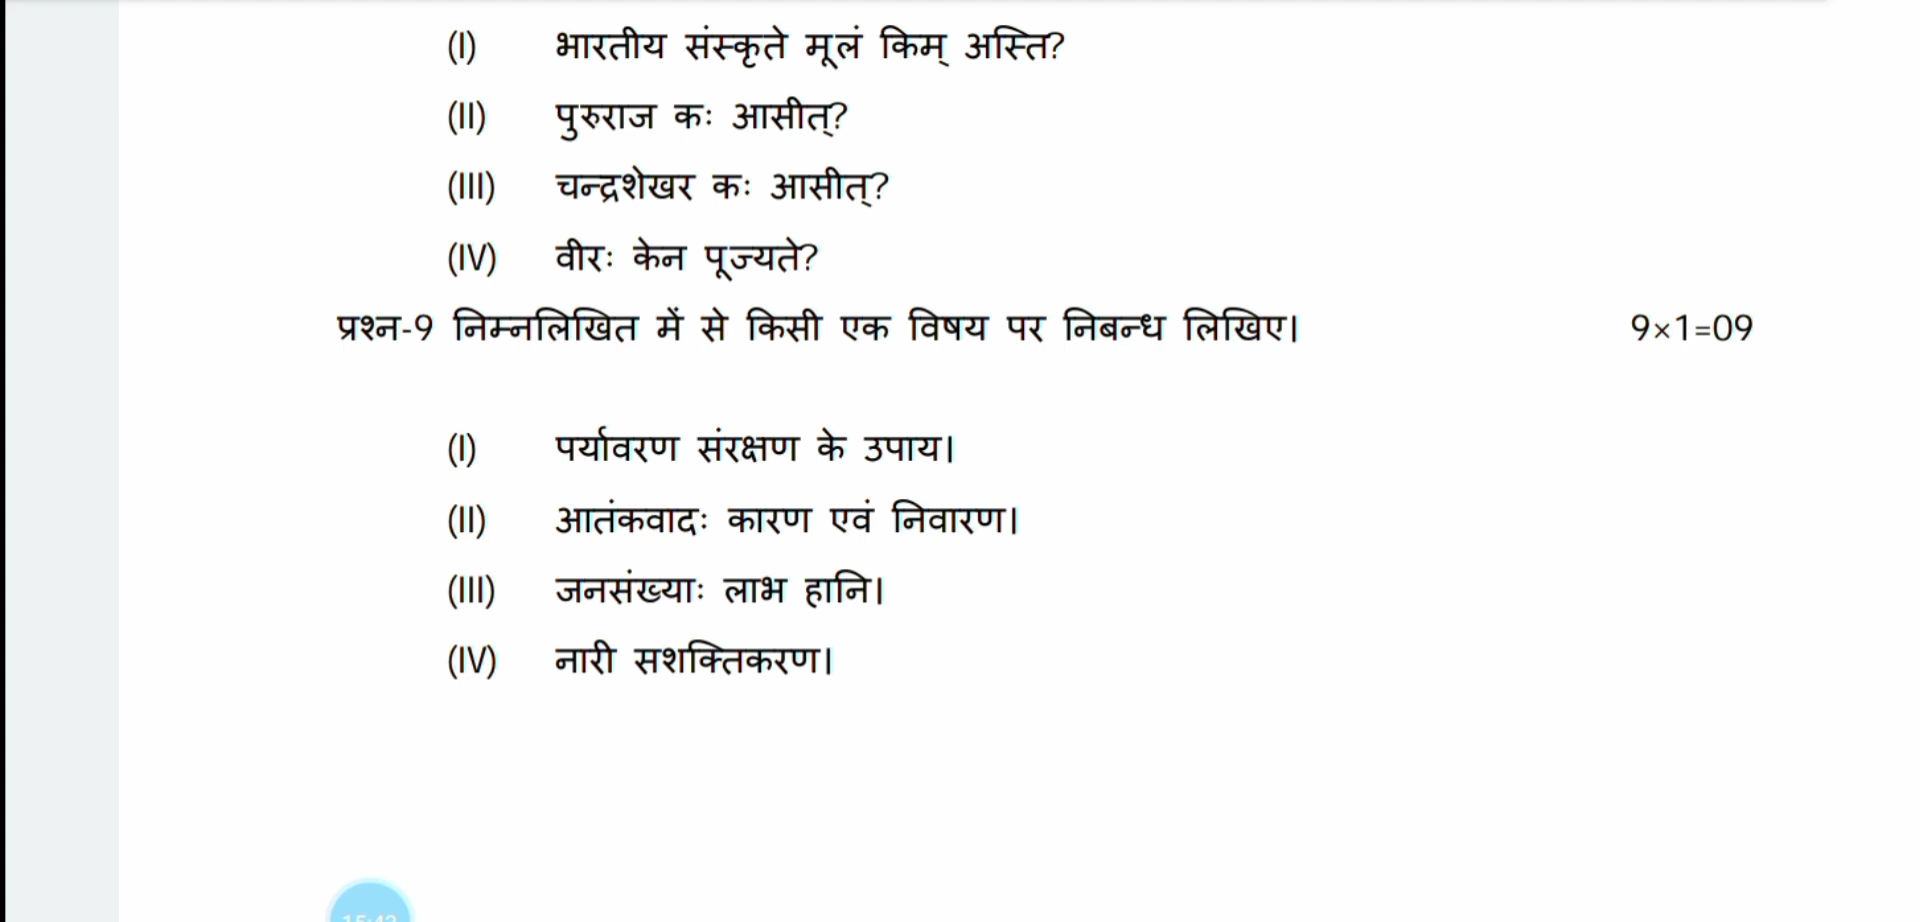 (I) भारतीय संस्कृते मूलं किम् अस्ति?
(II) पुरुराज कः आसीत्?
(III) चन्द्रशेखर कः आसीत्?
(IV) वीरः केन पूज्यते?
प्रश्न-9 निम्नलिखित में से किसी एक विषय पर निबन्ध लिखिए। 9×1=09
(I) पर्यावरण संरक्षण के उपाय।
(II) आतंकवादः कारण एवं निवारण।
(III) जनसंख्याः लाभ हानि।
(IV) नारी सशक्तिकरण।